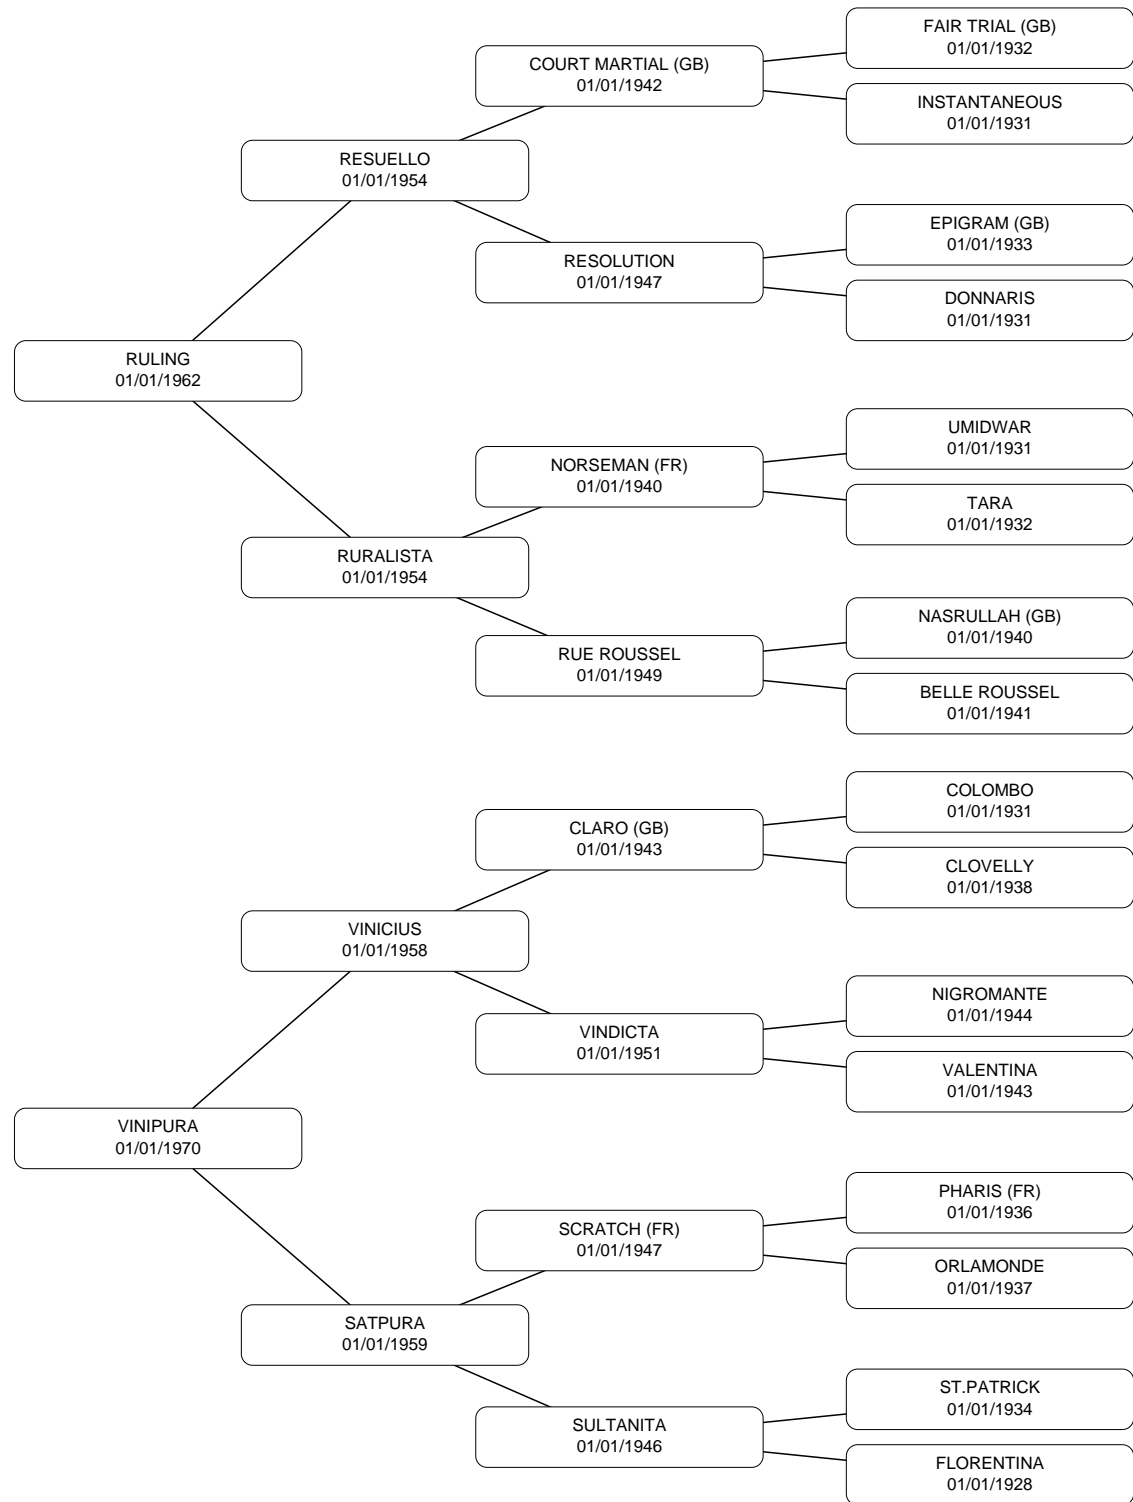 FAIR TRIAL (GB)
01/01/1932
COURT MARTIAL (GB)
01/01/1942
INSTANTANEOUS
01/01/1931
RESUELLO
01/01/1954
EPIGRAM (GB)
01/01/1933
RESOLUTION
01/01/1947
DONNARIS
01/01/1931
RULING
01/01/1962
UMIDWAR
01/01/1931
NORSEMAN (FR)
01/01/1940
TARA
01/01/1932
RURALISTA
01/01/1954
NASRULLAH (GB)
01/01/1940
RUE ROUSSEL
01/01/1949
BELLE ROUSSEL
01/01/1941
COLOMBO
01/01/1931
CLARO (GB)
01/01/1943
CLOVELLY
01/01/1938
VINICIUS
01/01/1958
NIGROMANTE
01/01/1944
VINDICTA
01/01/1951
VALENTINA
01/01/1943
VINIPURA
01/01/1970
PHARIS (FR)
01/01/1936
SCRATCH (FR)
01/01/1947
ORLAMONDE
01/01/1937
SATPURA
01/01/1959
ST.PATRICK
01/01/1934
SULTANITA
01/01/1946
FLORENTINA
01/01/1928